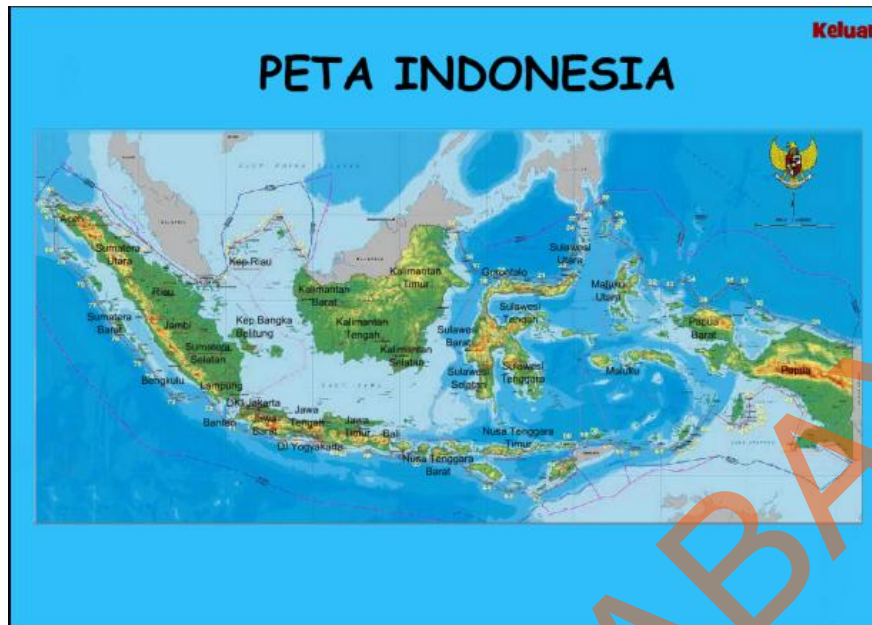 Keluar
PETA INDONESIA
Aceh
Sumatera
Utara
Kep Riau
Riau
Sumatera
Barat
Jambi
Kep Bangka
Belitung
Sumatera
Selatan
Bengkulu
Lampung
Banten
DKI Jakarta
Jawa
Barat
Jawa
Tengah
DI Yogyakarta
Jawa
Timur
Bali
Nusa Tenggara
Barat
Nusa Tenggara
Timur
Kalimantan
Barat
Kalimantan
Tengah
Kalimantan
Timur
Kalimantan
Selatan
Gorontalo
Sulawesi
Utara
Sulawesi
Tengah
Sulawesi
Barat
Sulawesi
Selatan
Sulawesi
Tenggara
Maluku
Utara
Maluku
Papua
Barat
Papua
ABA